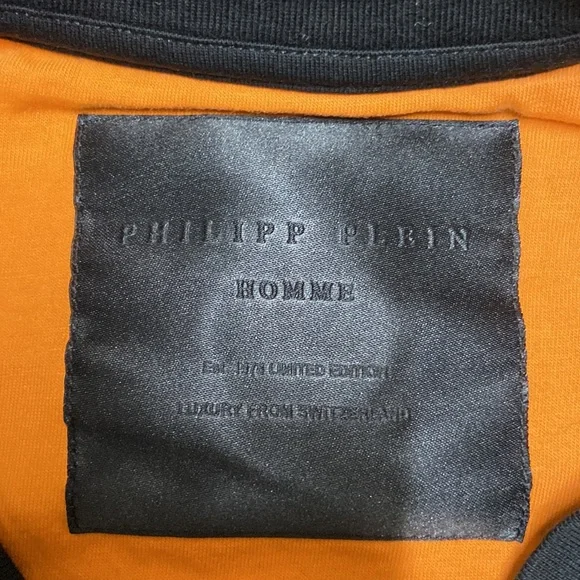 PHILIPP PLEIN
HOMME
Est. 1978 LIMITED EDITION
LUXURY FROM SWITZERLAND